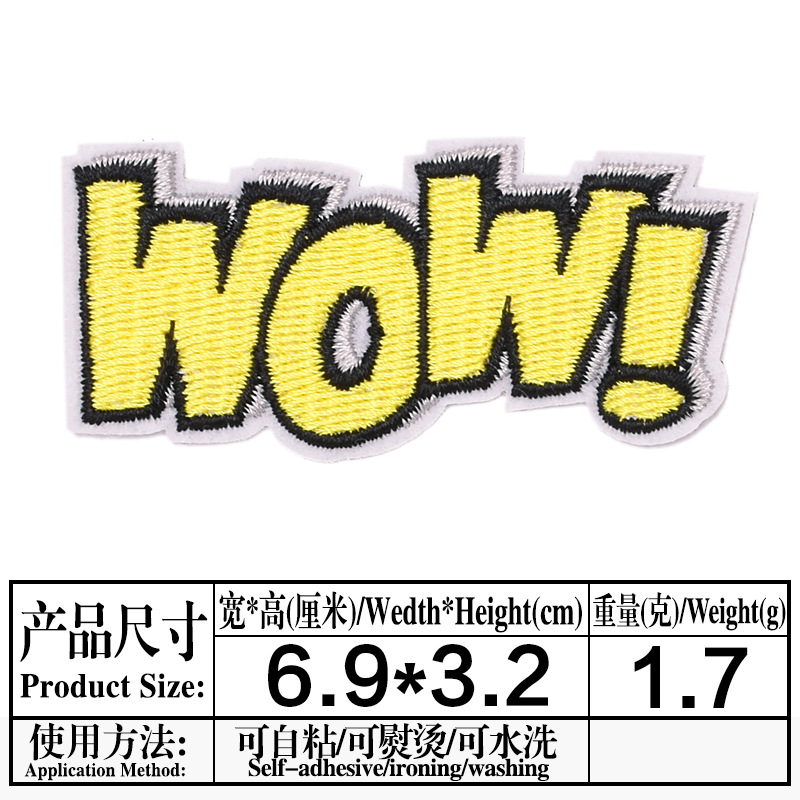 WOW!
产品尺寸
Product Size:
宽*高(厘米)/Wedth*Height(cm)
6.9*3.2
重量(克)/Weight(g)
1.7
使用方法:
Application Method:
可自粘/可熨烫/可水洗
Self-adhesive/ironing/washing